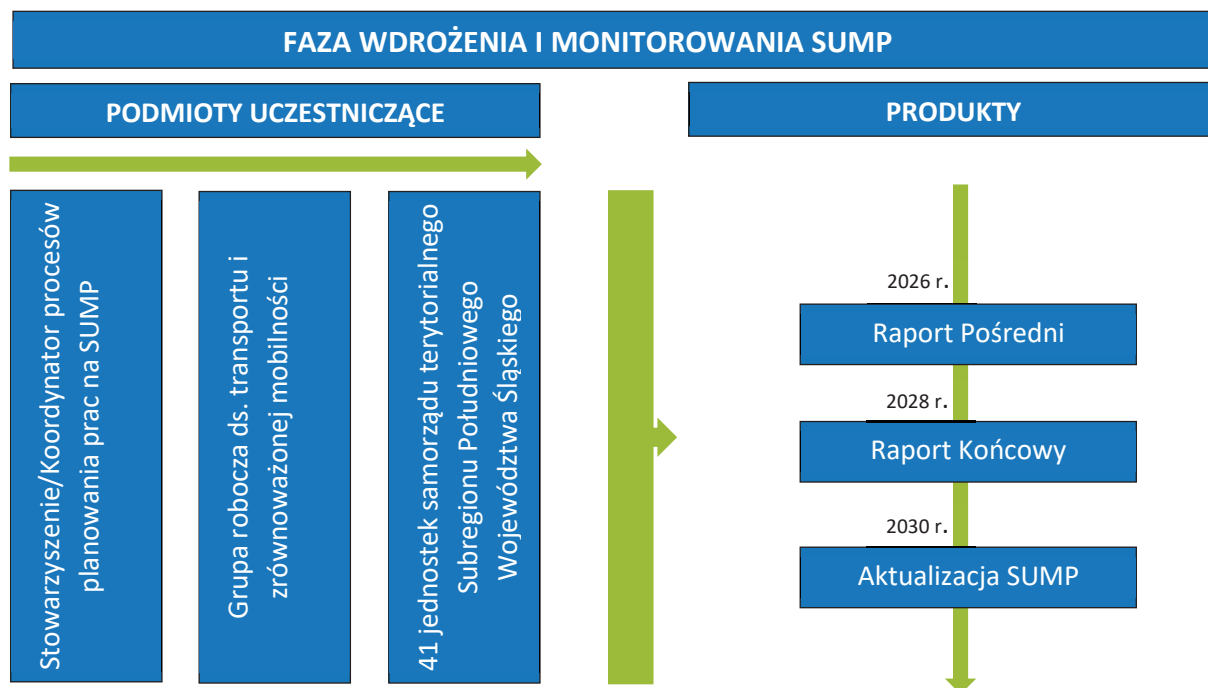 FAZA WDROŻENIA I MONITOROWANIA SUMP
PODMIOTY UCZESTNICZĄCE
Stowarzyszenie/Koordynator procesów
planowania prac na SUMP
Grupa robocza ds. transportu i
zrównoważonej mobilności
41 jednostek samorządu terytorialnego
Subregionu Południowego
Województwa Śląskiego
PRODUKTY
2026 r.
Raport Pośredni
2028 r.
Raport Końcowy
2030 r.
Aktualizacja SUMP